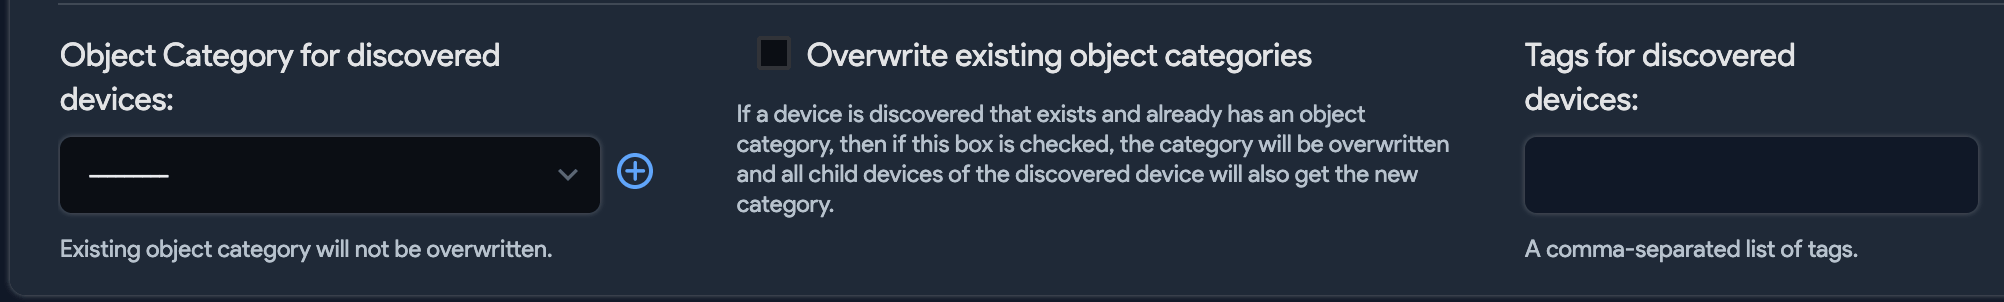 Object Category for discovered
devices:
Existing object category will not be overwritten.
Overwrite existing object categories
If a device is discovered that exists and already has an object
category, then if this box is checked, the category will be overwritten
and all child devices of the discovered device will also get the new
category.
Tags for discovered
devices:
A comma-separated list of tags.